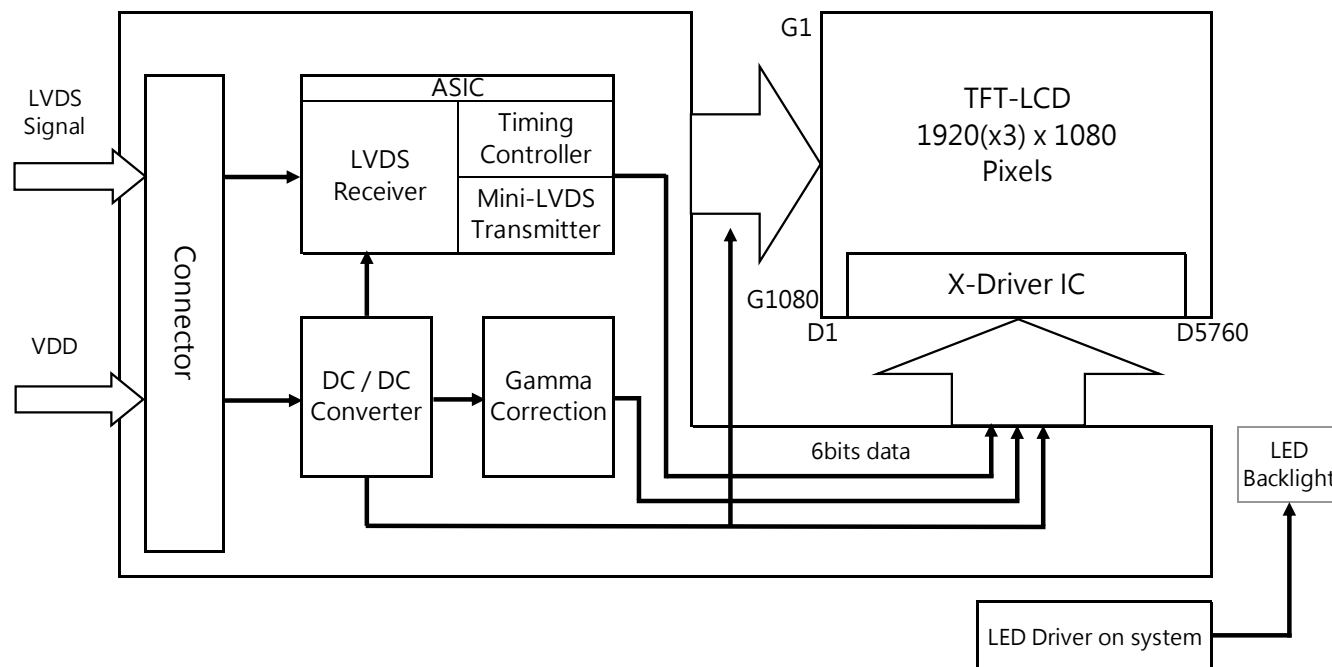 G1
ASIC
LVDS
Signal
TFT-LCD
1920(x3) x 1080
Pixels
Timing
Controller
LVDS
Receiver
Mini-LVDS
Transmitter
Connector
X-Driver IC
G1080
D1
D5760
VDD
DC / DC
Converter
Gamma
Correction
6bits data
LED
Backlight
LED Driver on system